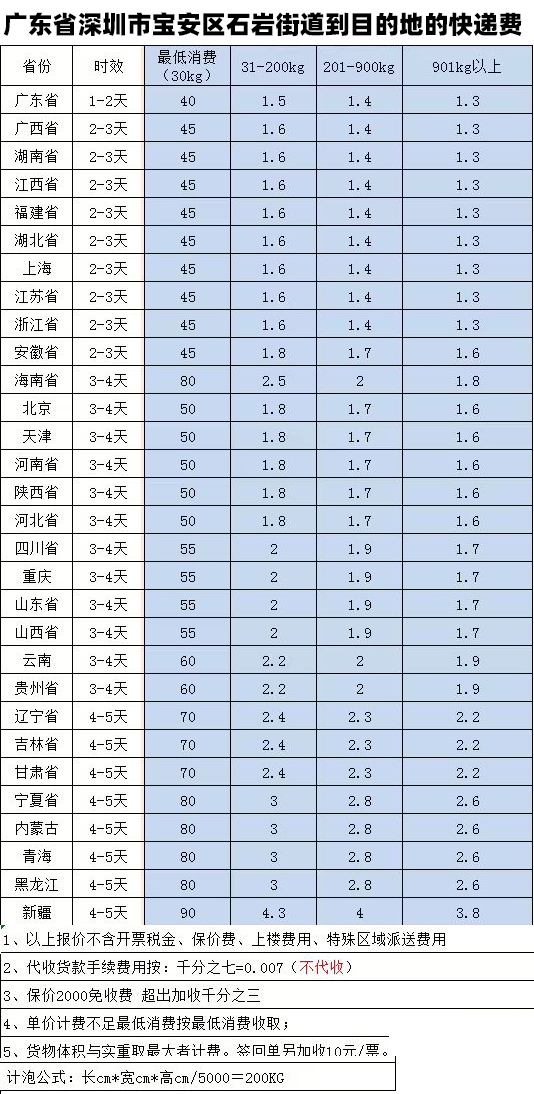 广东省深圳市宝安区石岩街道到目的地的快递费
省份 时效 最低消费（30kg） 31-200kg 201-900kg 901kg以上
广东省 1-2天 40 1.5 1.4 1.3
广西省 2-3天 45 1.6 1.4 1.3
湖南省 2-3天 45 1.6 1.4 1.3
江西省 2-3天 45 1.6 1.4 1.3
福建省 2-3天 45 1.6 1.4 1.3
湖北省 2-3天 45 1.6 1.4 1.3
上海 2-3天 45 1.6 1.4 1.3
江苏省 2-3天 45 1.6 1.4 1.3
浙江省 2-3天 45 1.6 1.4 1.3
安徽省 2-3天 45 1.8 1.7 1.6
海南省 3-4天 80 2.5 2 1.8
北京 3-4天 50 1.8 1.7 1.6
天津 3-4天 50 1.8 1.7 1.6
河南省 3-4天 50 1.8 1.7 1.6
陕西省 3-4天 50 1.8 1.7 1.6
河北省 3-4天 50 1.8 1.7 1.6
四川省 3-4天 55 2 1.9 1.7
重庆 3-4天 55 2 1.9 1.7
山东省 3-4天 55 2 1.9 1.7
山西省 3-4天 55 2 1.9 1.7
云南 3-4天 60 2.2 2 1.9
贵州省 3-4天 60 2.2 2 1.9
辽宁省 4-5天 70 2.4 2.3 2.2
吉林省 4-5天 70 2.4 2.3 2.2
甘肃省 4-5天 70 2.4 2.3 2.2
宁夏省 4-5天 80 3 2.8 2.6
内蒙古 4-5天 80 3 2.8 2.6
青海 4-5天 80 3 2.8 2.6
黑龙江 4-5天 80 3 2.8 2.6
新疆 4-5天 90 4.3 4 3.8
1、以上报价不含开票税金、保价费、上楼费用、特殊区域派送费用
2、代收货款手续费用按：千分之七=0.007（不代收）
3、保价2000免收费 超出加收千分之三
4、单价计费不足最低消费按最低消费收取；
5、货物体积与实重取最大者计费。签回单另加收10元/票。
计泡公式：长cm*宽cm*高cm/5000＝200KG